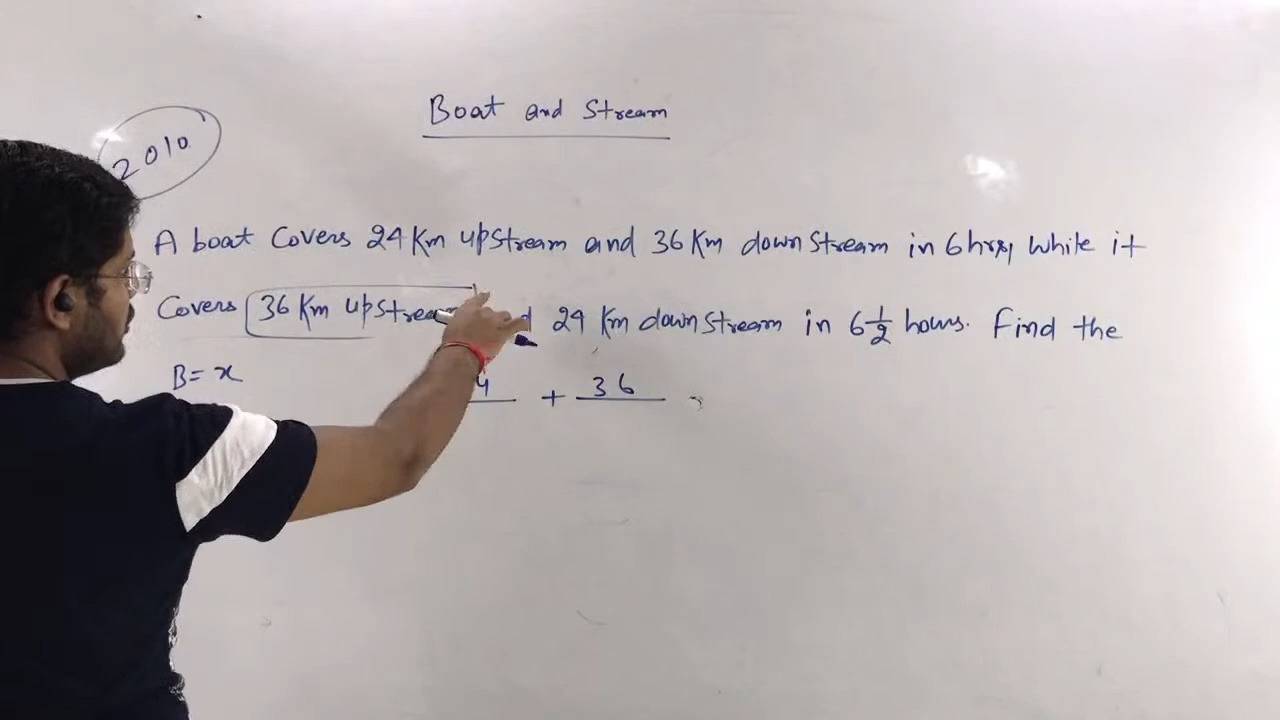 Boat and Stream
2010
A boat Covers 24 Km upstream and 36 Km downstream in 6 hrs, while it
Covers 36 Km upstream 24 Km downstream in 6 1/2 hours. Find the
B = x
4 + 36